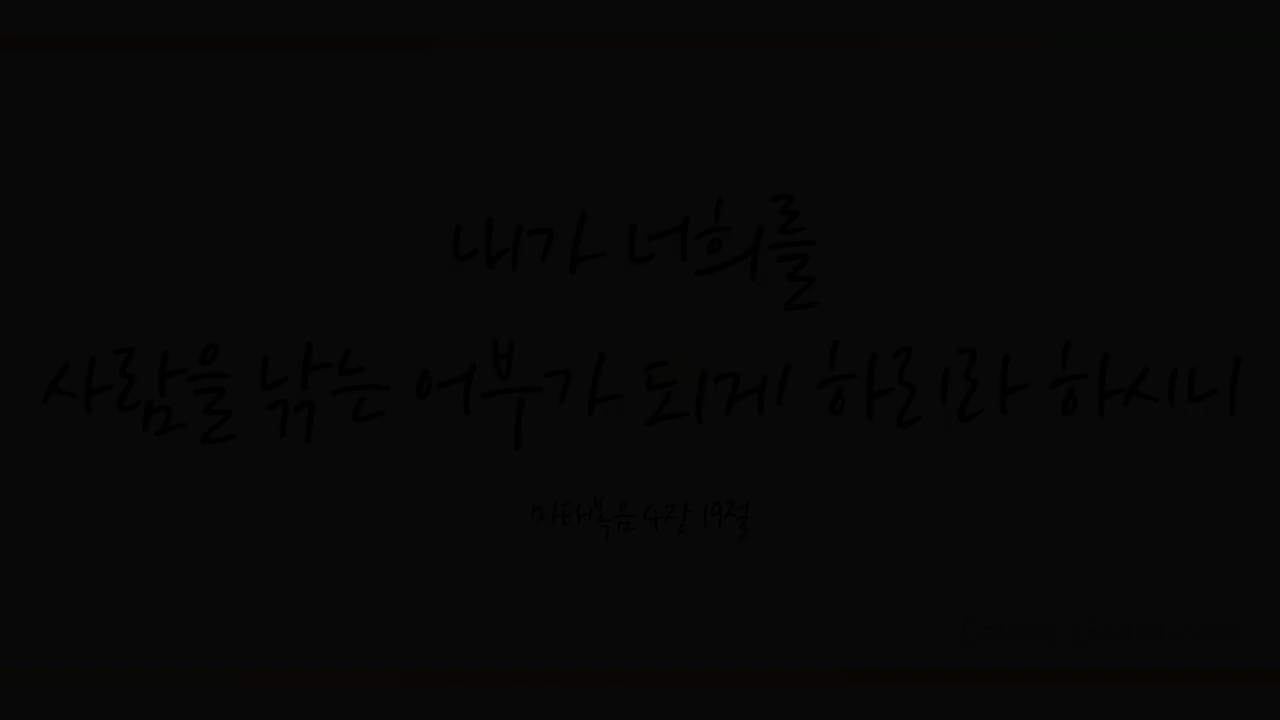 내가 너희를
사람을 낚는 어부가 되게 하리라 하시니
마태복음 4장 19절